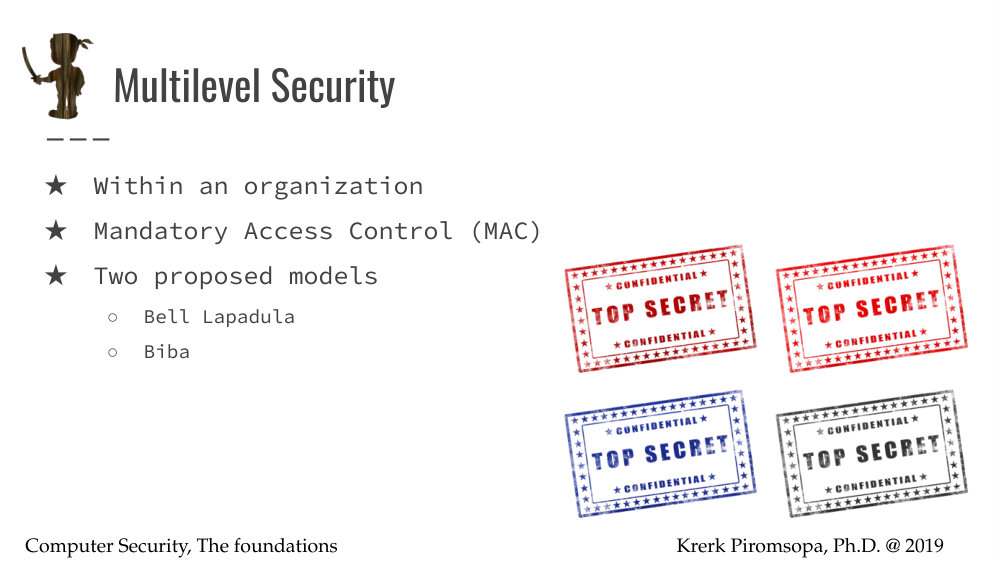 Multilevel Security
★ Within an organization
★ Mandatory Access Control (MAC)
★ Two proposed models
○ Bell Lapadula
○ Biba
★ CONFIDENTIAL ★
TOP SECRET
★ CONFIDENTIAL ★
★ CONFIDENTIAL ★
TOP SECRET
★ CONFIDENTIAL ★
★ CONFIDENTIAL ★
TOP SECRET
★ CONFIDENTIAL ★
★ CONFIDENTIAL ★
TOP SECRET
★ CONFIDENTIAL ★
Computer Security, The foundations
Krerk Piromsopa, Ph.D. @ 2019